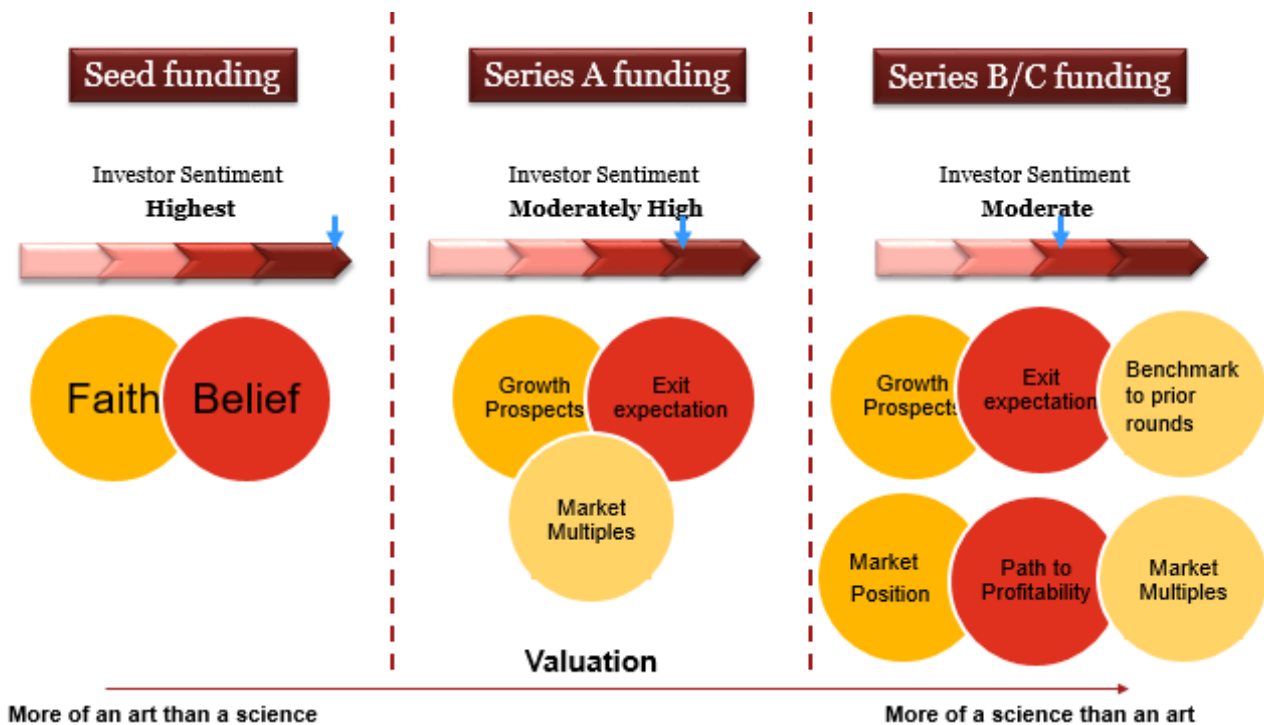 Seed funding
Investor Sentiment
Highest
Faith
Belief
Series A funding
Investor Sentiment
Moderately High
Growth
Prospects
Exit
expectation
Market
Multiples
Series B/C funding
Investor Sentiment
Moderate
Growth
Prospects
Exit
expectation
Benchmark
to prior
rounds
Market
Position
Path to
Profitability
Market
Multiples
Valuation
More of an art than a science
More of a science than an art